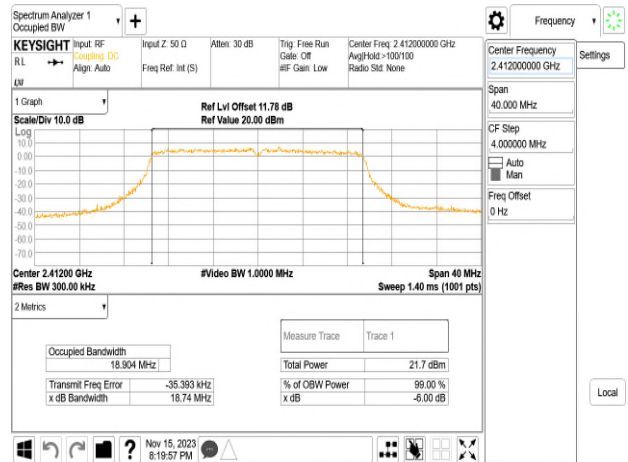 Spectrum Analyzer 1
Occupied BW
Frequency
KEYSIGHT
Input: RF
Coupling: DC
Align: Auto
Input Z: 50 Ω
Freq Ref: Int (S)
Atten: 30 dB
Trig: Free Run
Gate: Off
#IF Gain: Low
Center Freq: 2.412000000 GHz
Avg|Hold:>100/100
Radio Std: None
RL
Center Frequency
2.412000000 GHz
Settings
Span
40.000 MHz
CF Step
4.000000 MHz
Auto
Man
Freq Offset
0 Hz
1 Graph
Scale/Div 10.0 dB
Ref Lvl Offset 11.78 dB
Ref Value 20.00 dBm
Log
10.0
0.00
-10.0
-20.0
-30.0
-40.0
-50.0
-60.0
-70.0
Center 2.41200 GHz
#Video BW 1.0000 MHz
Span 40 MHz
#Res BW 300.00 kHz
Sweep 1.40 ms (1001 pts)
2 Metrics
Measure Trace Trace 1
Occupied Bandwidth
18.904 MHz
Total Power 21.7 dBm
Transmit Freq Error -35.393 kHz
% of OBW Power 99.00 %
x dB Bandwidth 18.74 MHz
x dB -6.00 dB
Local
?
Nov 15, 2023
8:19:57 PM